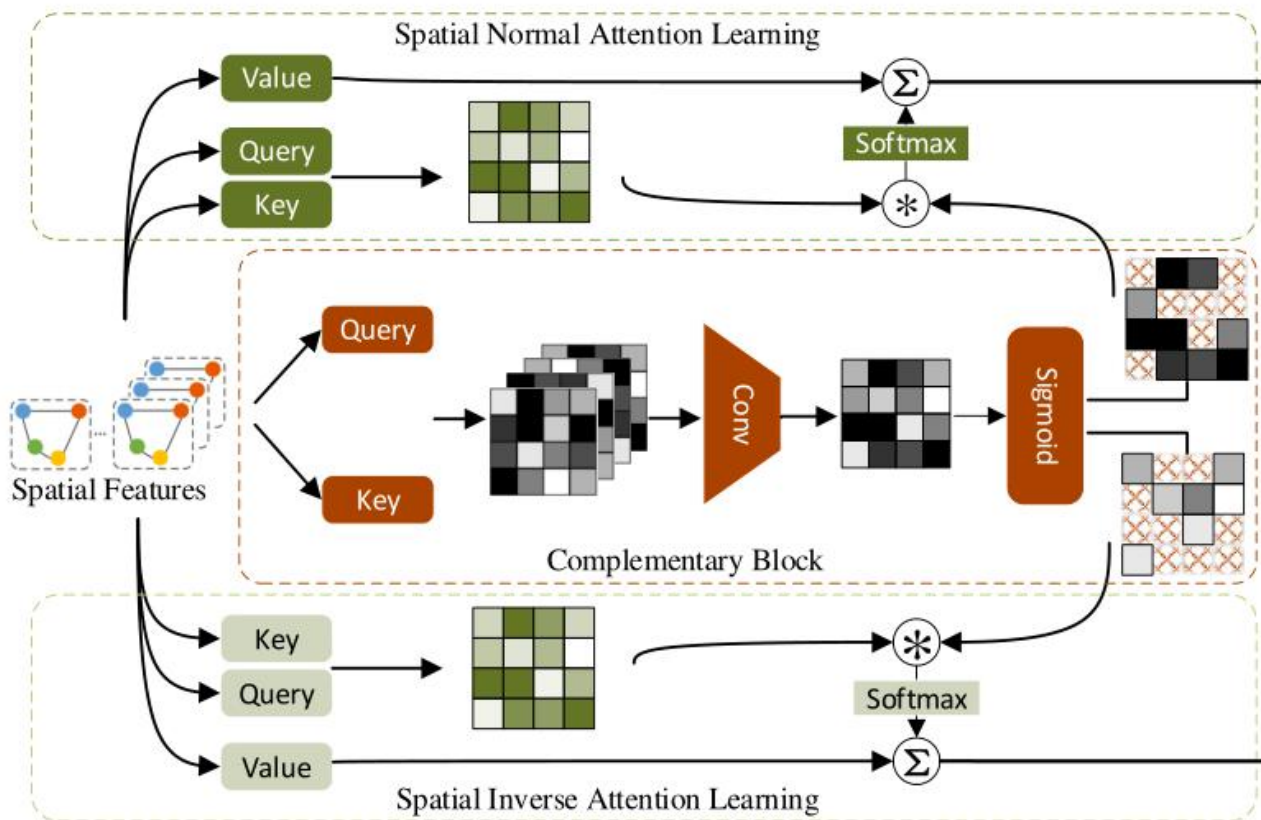 Spatial Normal Attention Learning
Value
Σ
Softmax
Query
Key
*
Query
Conv
Sigmoid
...
Spatial Features
Key
Complementary Block
Key
*
Query
Softmax
Value
Σ
Spatial Inverse Attention Learning